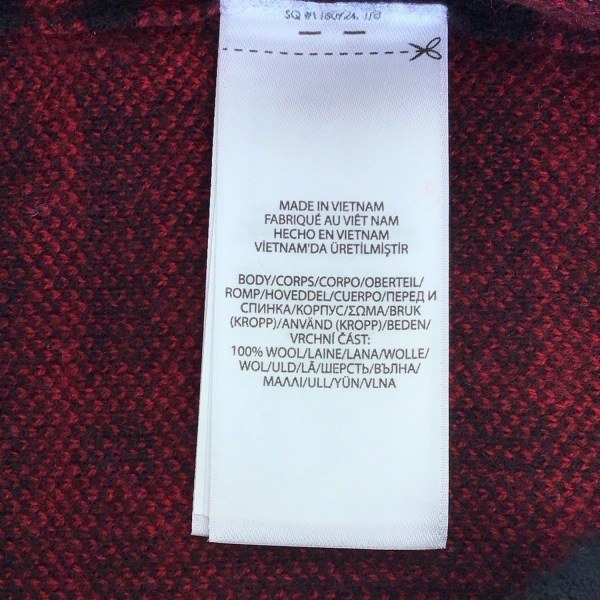 MADE IN VIETNAM
FABRIQUÉ AU VIÊT NAM
HECHO EN VIETNAM
VİETNAM'DA ÜRETİLMİŞTİR
BODY/CORPS/CORPO/OBERTEIL/
ROMP/HOVEDDEL/CUERPO/ПЕРЕД И
СПИНКА/КОРПУС/ΣΩΜΑ/BRUK
(KROPP)/ANVÄND (KROPP)/BEDEN/
VRCHNÍ ČÁST:
100% WOOL/LAINE/LANA/WOLLE/
WOL/ULD/LÃ/ШЕРСТЬ/ВЪЛНА/
ΜΑΛΛΙ/ULL/YÜN/VLNA